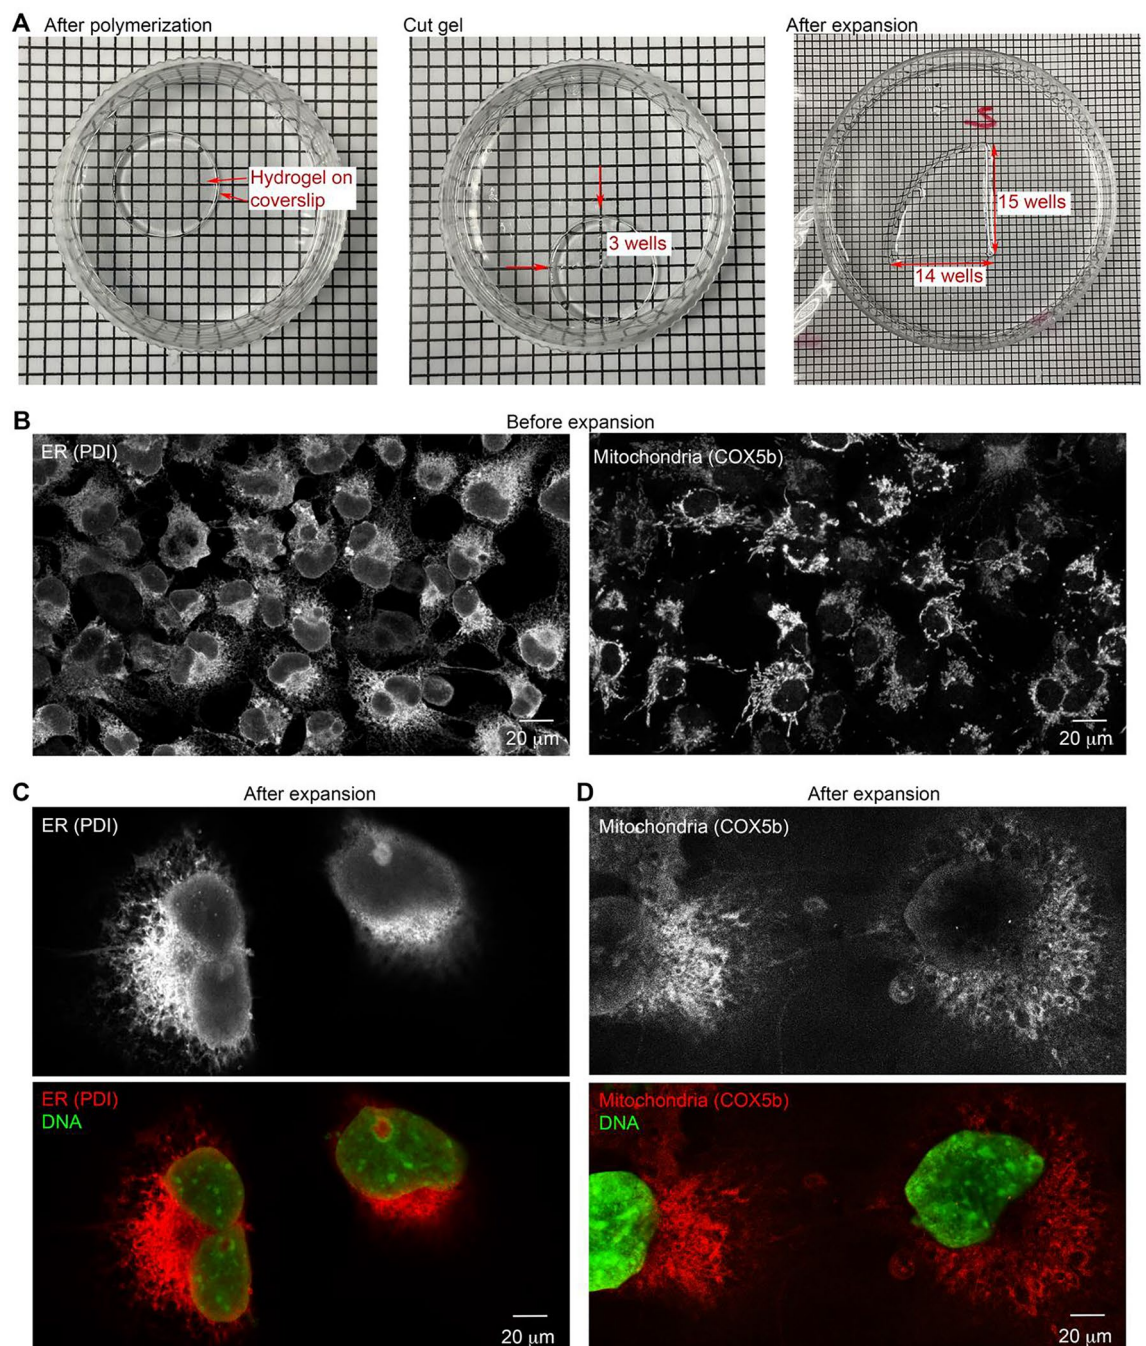 A After polymerization
Cut gel
After expansion
Hydrogel on
coverslip
3 wells
15 wells
14 wells
B
Before expansion
ER (PDI)
Mitochondria (COX5b)
20 μm
20 μm
C
After expansion
D
After expansion
ER (PDI)
Mitochondria (COX5b)
ER (PDI)
DNA
Mitochondria (COX5b)
DNA
20 μm
20 μm